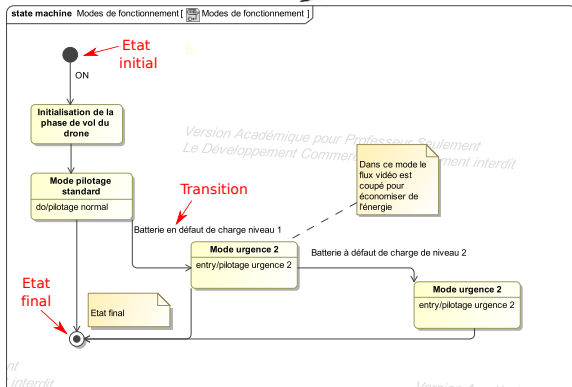 state machine Modes de fonctionnement [ Modes de fonctionnement ]
Etat
initial
ON
Initialisation de la
phase de vol du
drone
Version Académique pour Professeur Seulement
Le Développement Commer ment interdit
Dans ce mode le
flux vidéo est
coupé pour
économiser de
l'énergie
Mode pilotage
standard
do/pilotage normal
Transition
Batterie en défaut de charge niveau 1
Mode urgence 2
entry/pilotage urgence 2
Batterie à défaut de charge de niveau 2
Mode urgence 2
entry/pilotage urgence 2
Etat
final
Etat final
nt
interdit